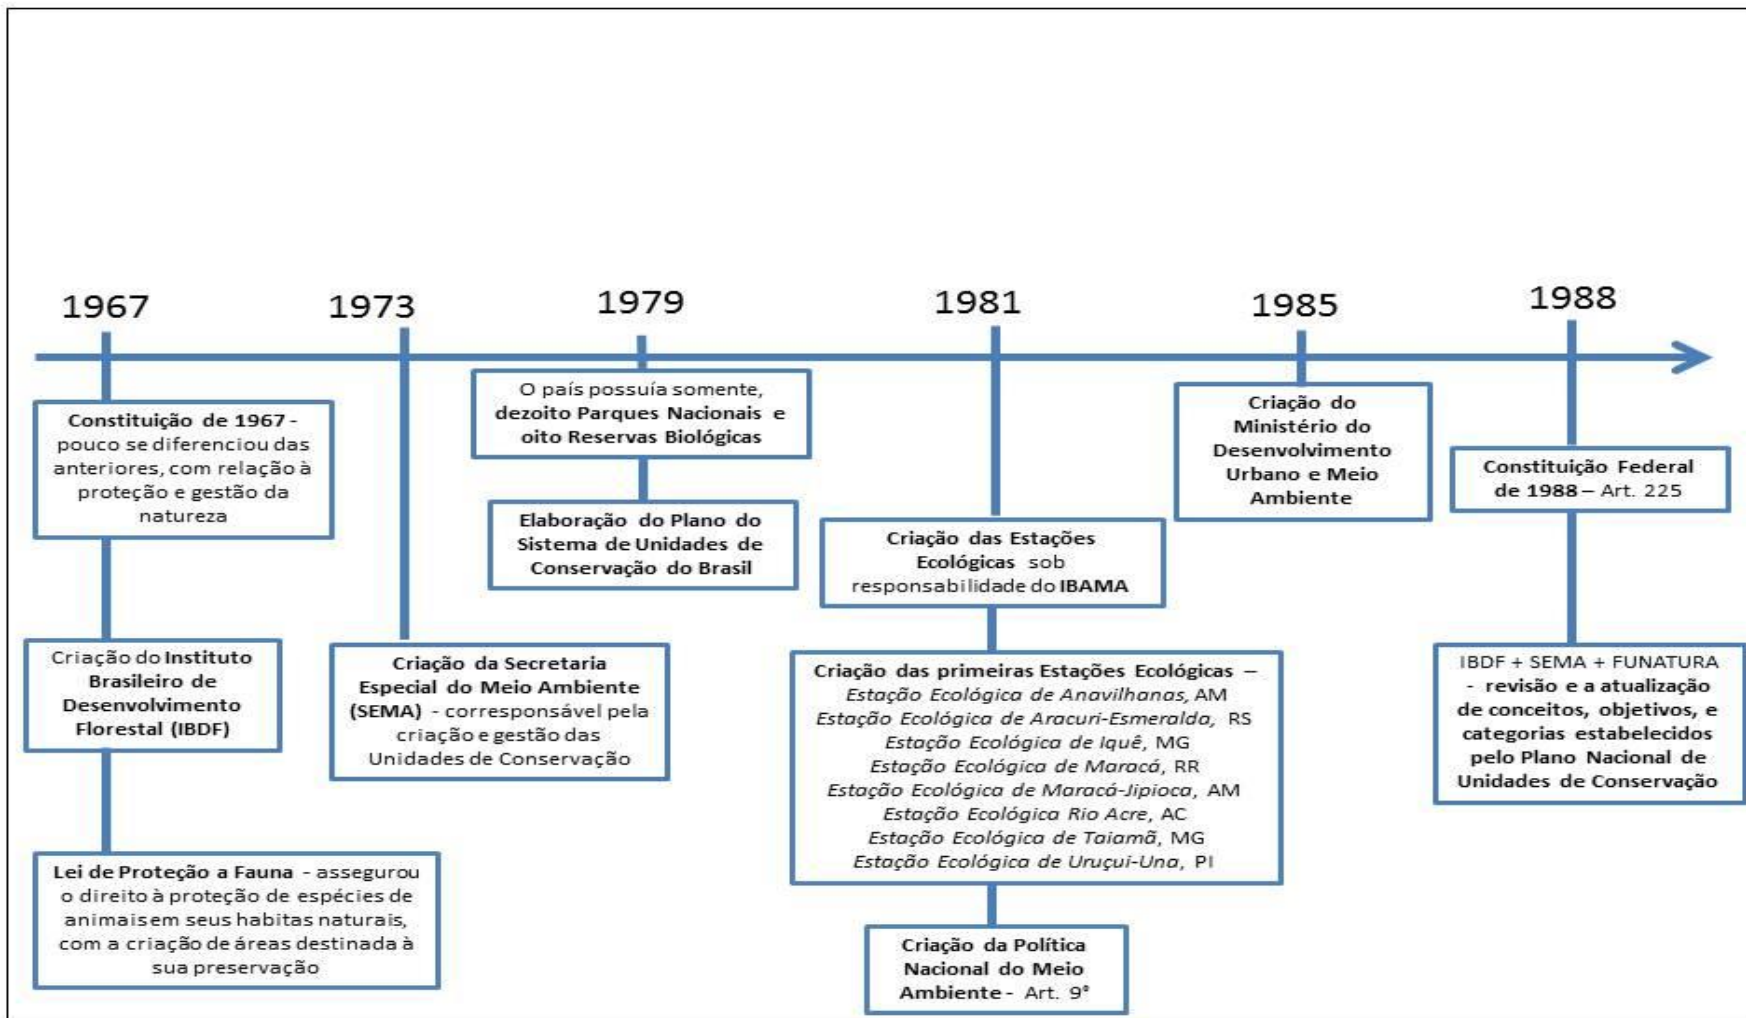 1967
1973
1979
1981
1985
1988
Constituição de 1967 -
pouco se diferenciou das
anteriores, com relação à
proteção e gestão da
natureza
Criação do Instituto
Brasileiro de
Desenvolvimento
Florestal (IBDF)
Lei de Proteção a Fauna - assegurou
o direito à proteção de espécies de
animais em seus habitas naturais,
com a criação de áreas destinada à
sua preservação
Criação da Secretaria
Especial do Meio Ambiente
(SEMA) - corresponsável pela
criação e gestão das
Unidades de Conservação
O país possuía somente,
dezoito Parques Nacionais e
oito Reservas Biológicas
Elaboração do Plano do
Sistema de Unidades de
Conservação do Brasil
Criação das Estações
Ecológicas sob
responsabilidade do IBAMA
Criação das primeiras Estações Ecológicas –
Estação Ecológica de Anavilhanas, AM
Estação Ecológica de Aracuri-Esmeralda, RS
Estação Ecológica de Iquê, MG
Estação Ecológica de Maracá, RR
Estação Ecológica de Maracá-Jipioca, AM
Estação Ecológica Rio Acre, AC
Estação Ecológica de Taiamã, MG
Estação Ecológica de Uruçui-Una, PI
Criação da Política
Nacional do Meio
Ambiente - Art. 9°
Criação do
Ministério do
Desenvolvimento
Urbano e Meio
Ambiente
Constituição Federal
de 1988 – Art. 225
IBDF + SEMA + FUNATURA
- revisão e a atualização
de conceitos, objetivos, e
categorias estabelecidos
pelo Plano Nacional de
Unidades de Conservação